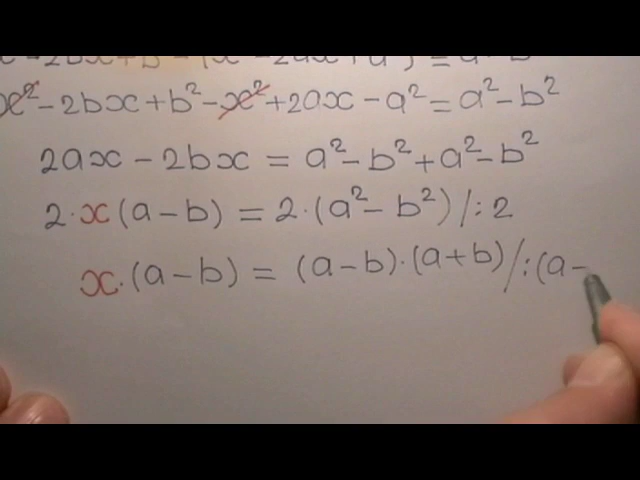 x² - 2bx + b² - x² + 2ax - a² = a² - b²
2ax - 2bx = a² - b² + a² - b²
2·x(a - b) = 2·(a² - b²) /:2
x·(a - b) = (a - b)·(a + b) /:(a -